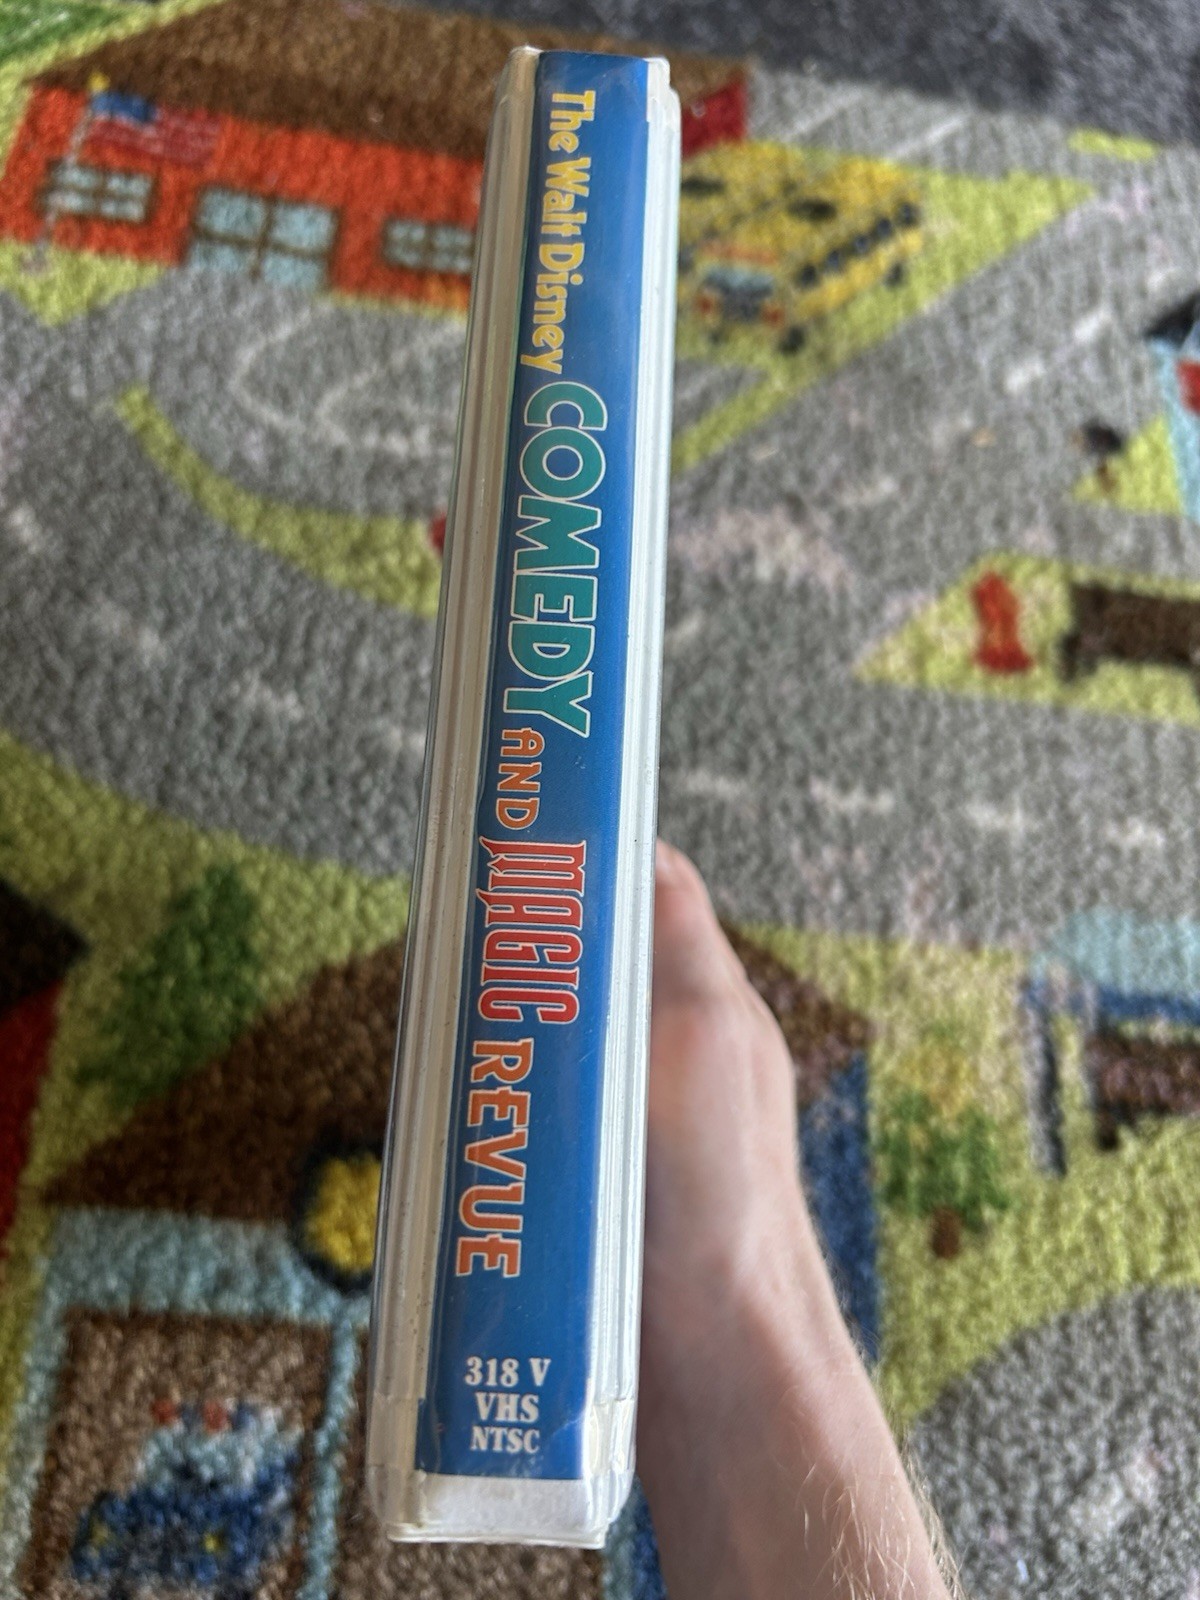 The Walt Disney COMEDY AND MAGIC REVUE
318 V
VHS
NTSC